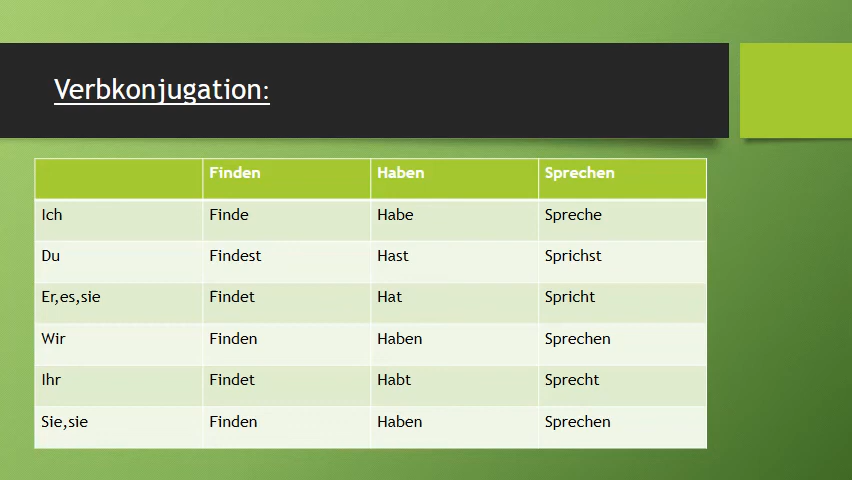 Verbkonjugation:
Finden Haben Sprechen
Ich Finde Habe Spreche
Du Findest Hast Sprichst
Er,es,sie Findet Hat Spricht
Wir Finden Haben Sprechen
Ihr Findet Habt Sprecht
Sie,sie Finden Haben Sprechen